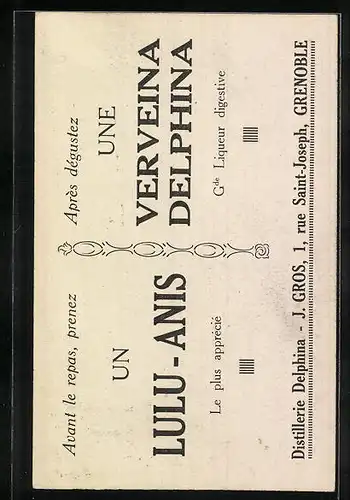 Avant le repas, prenez
UN
LULU-ANIS
Le plus apprécié
Après dégustez
UNE
VERVEINA
DELPHINA
Gde Liqueur digestive
Distillerie Delphina - J. GROS, 1, rue Saint-Joseph, GRENOBLE